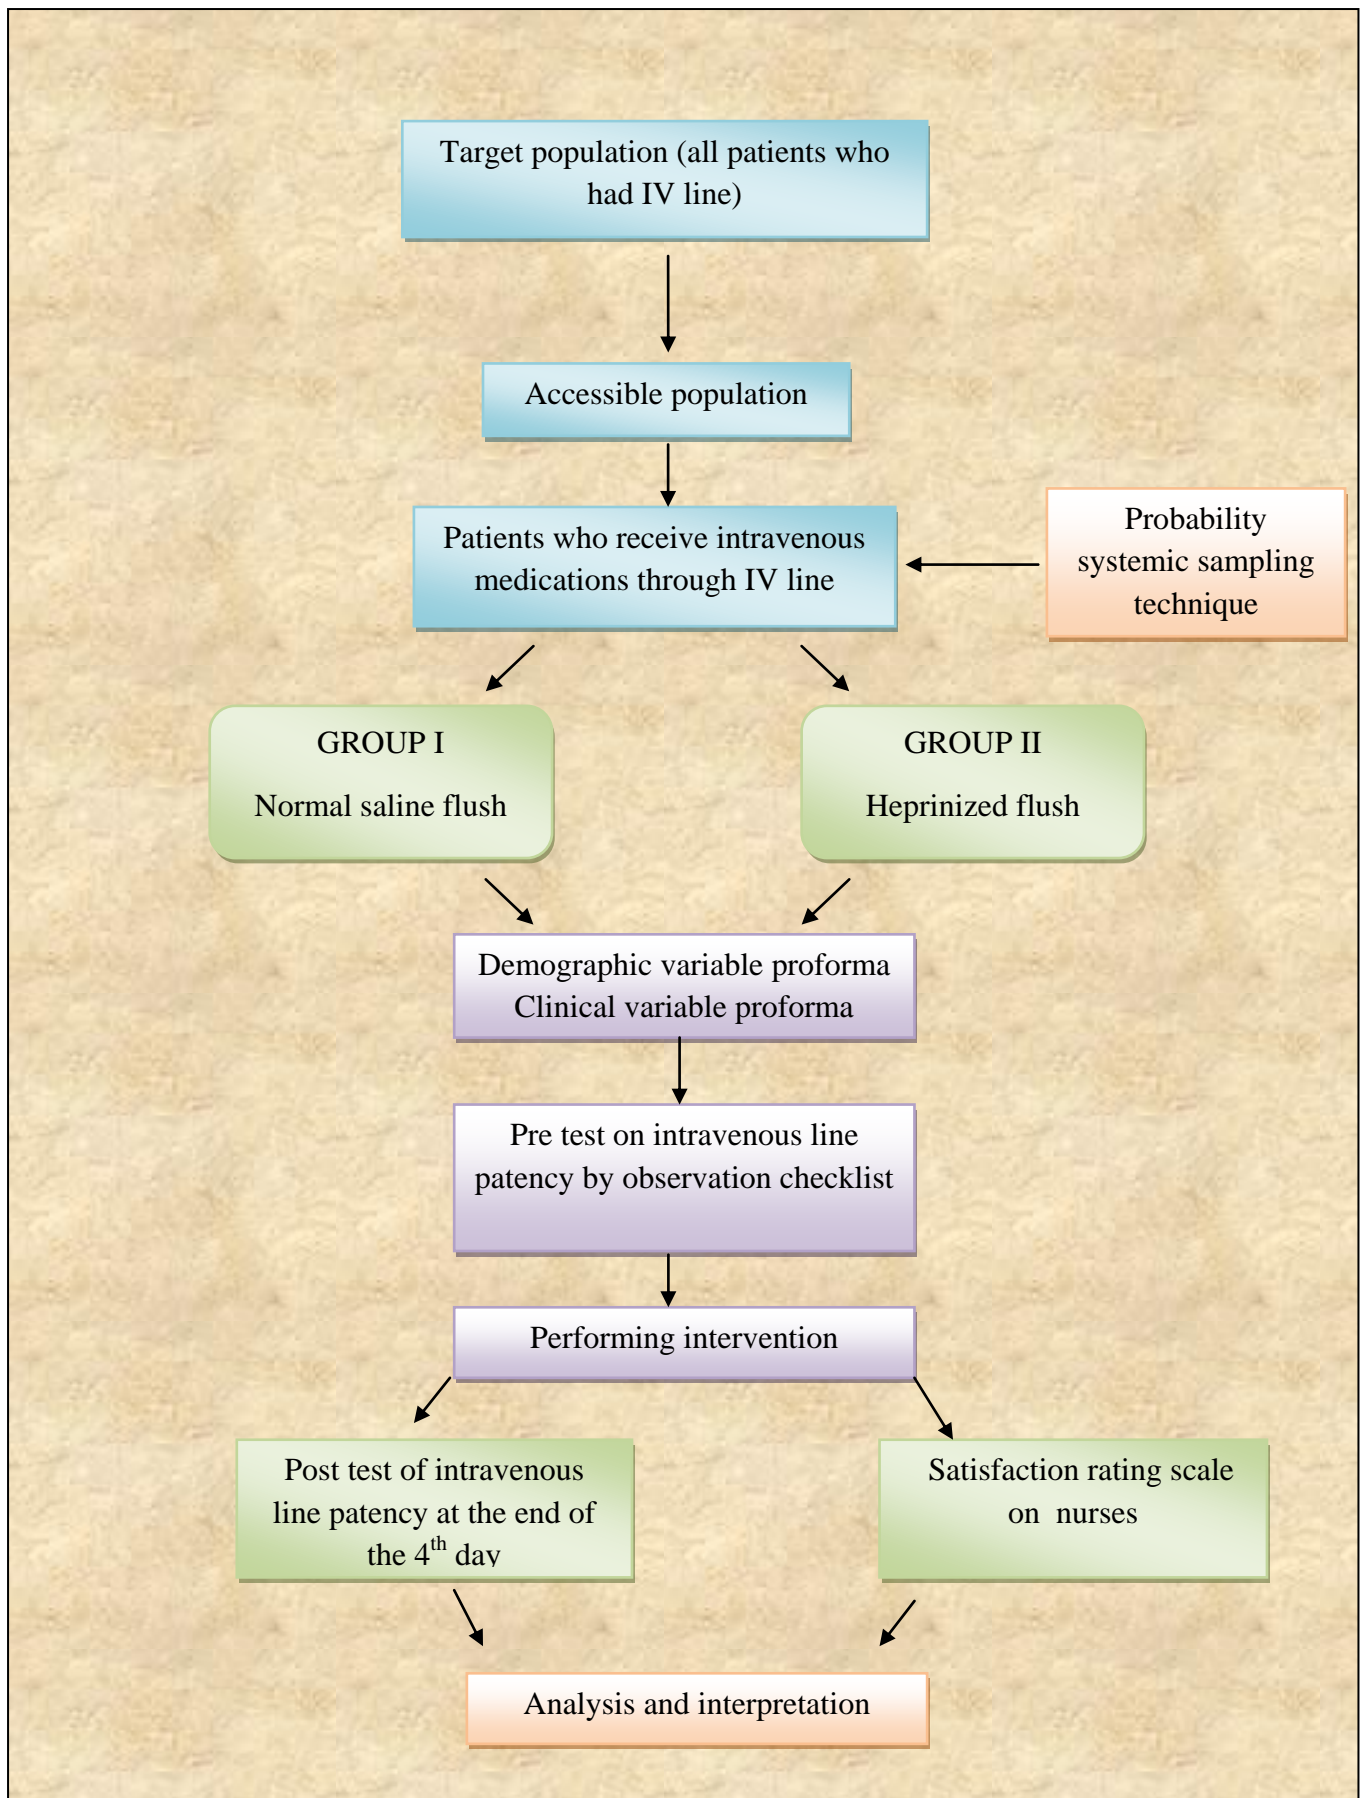 Target population (all patients who
had IV line)
Accessible population
Patients who receive intravenous
medications through IV line
Probability
systemic sampling
technique
GROUP I
Normal saline flush
GROUP II
Heprinized flush
Demographic variable proforma
Clinical variable proforma
Pre test on intravenous line
patency by observation checklist
Performing intervention
Post test of intravenous
line patency at the end of
the 4th day
Satisfaction rating scale
on nurses
Analysis and interpretation